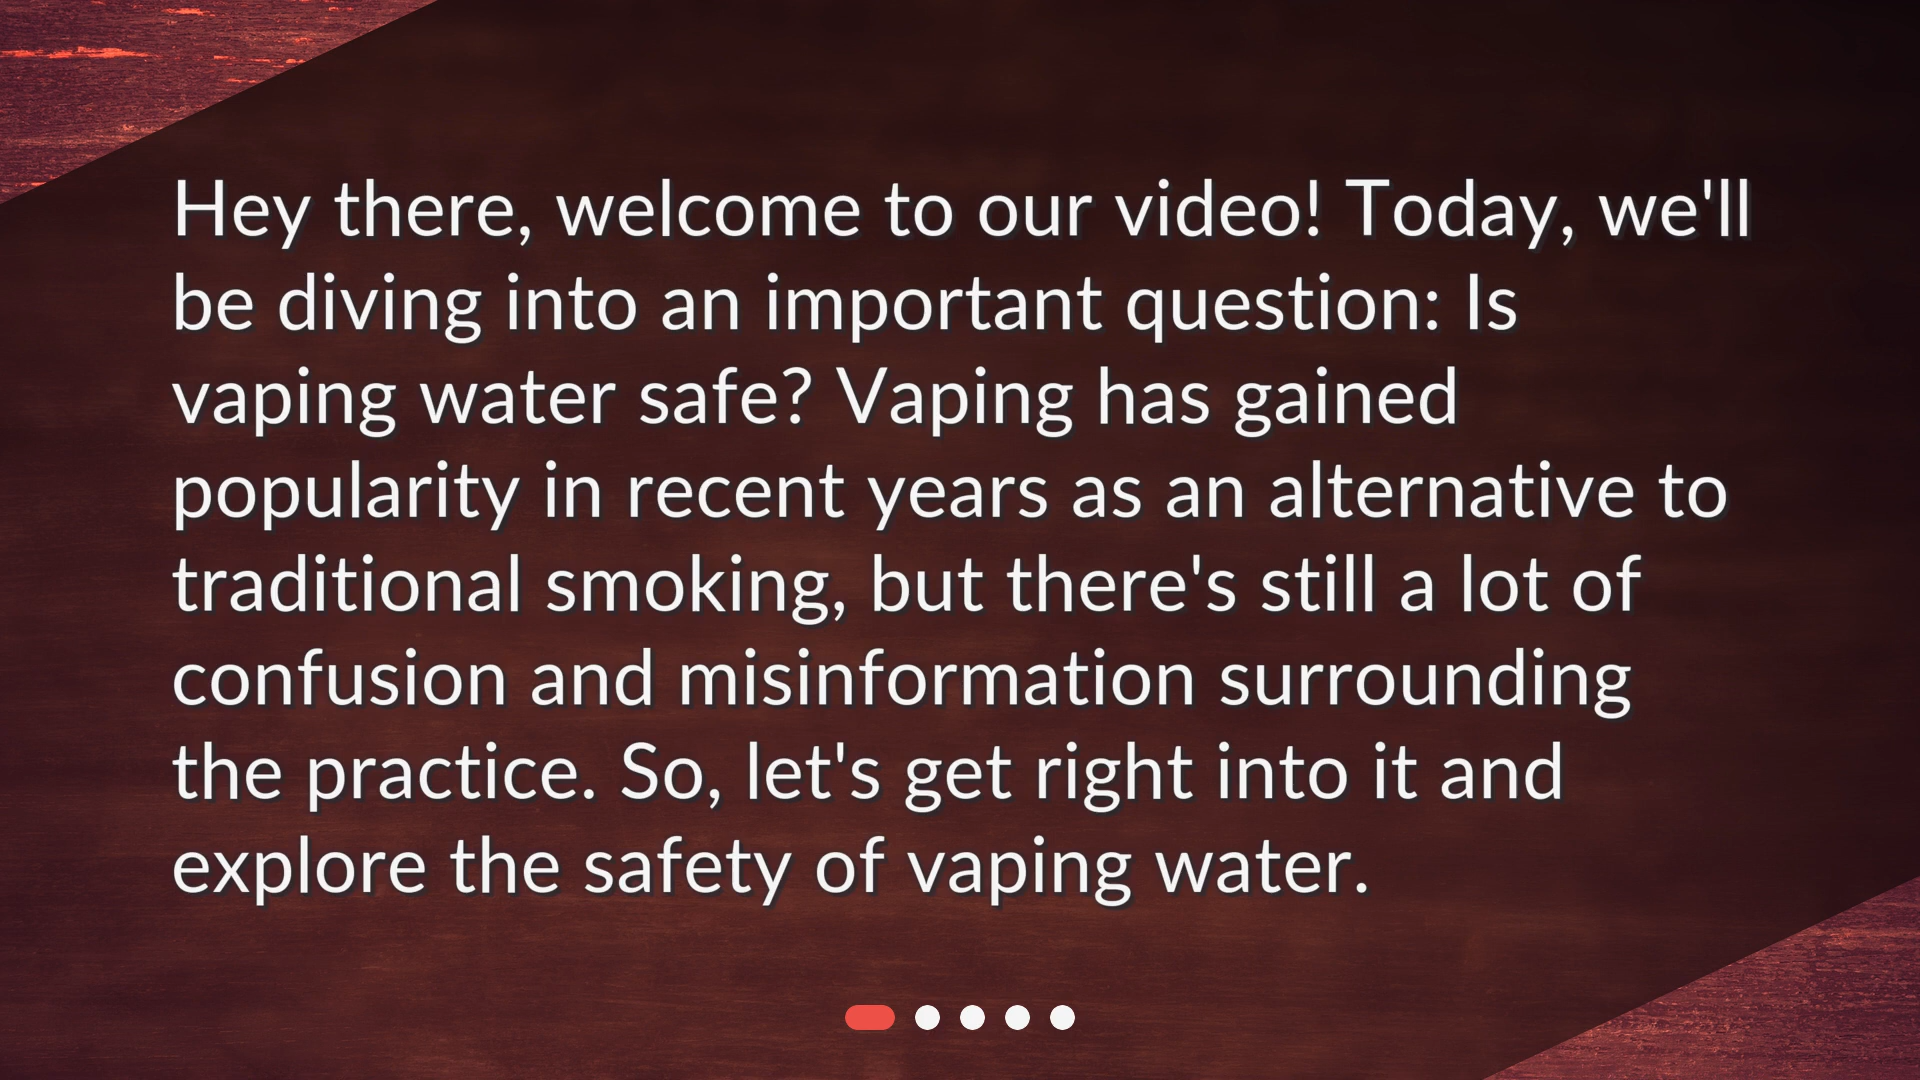 Hey there, welcome to our video! Today, we'll
be diving into an important question: Is
vaping water safe? Vaping has gained
popularity in recent years as an alternative to
traditional smoking, but there's still a lot of
confusion and misinformation surrounding
the practice. So, let's get right into it and
explore the safety of vaping water.